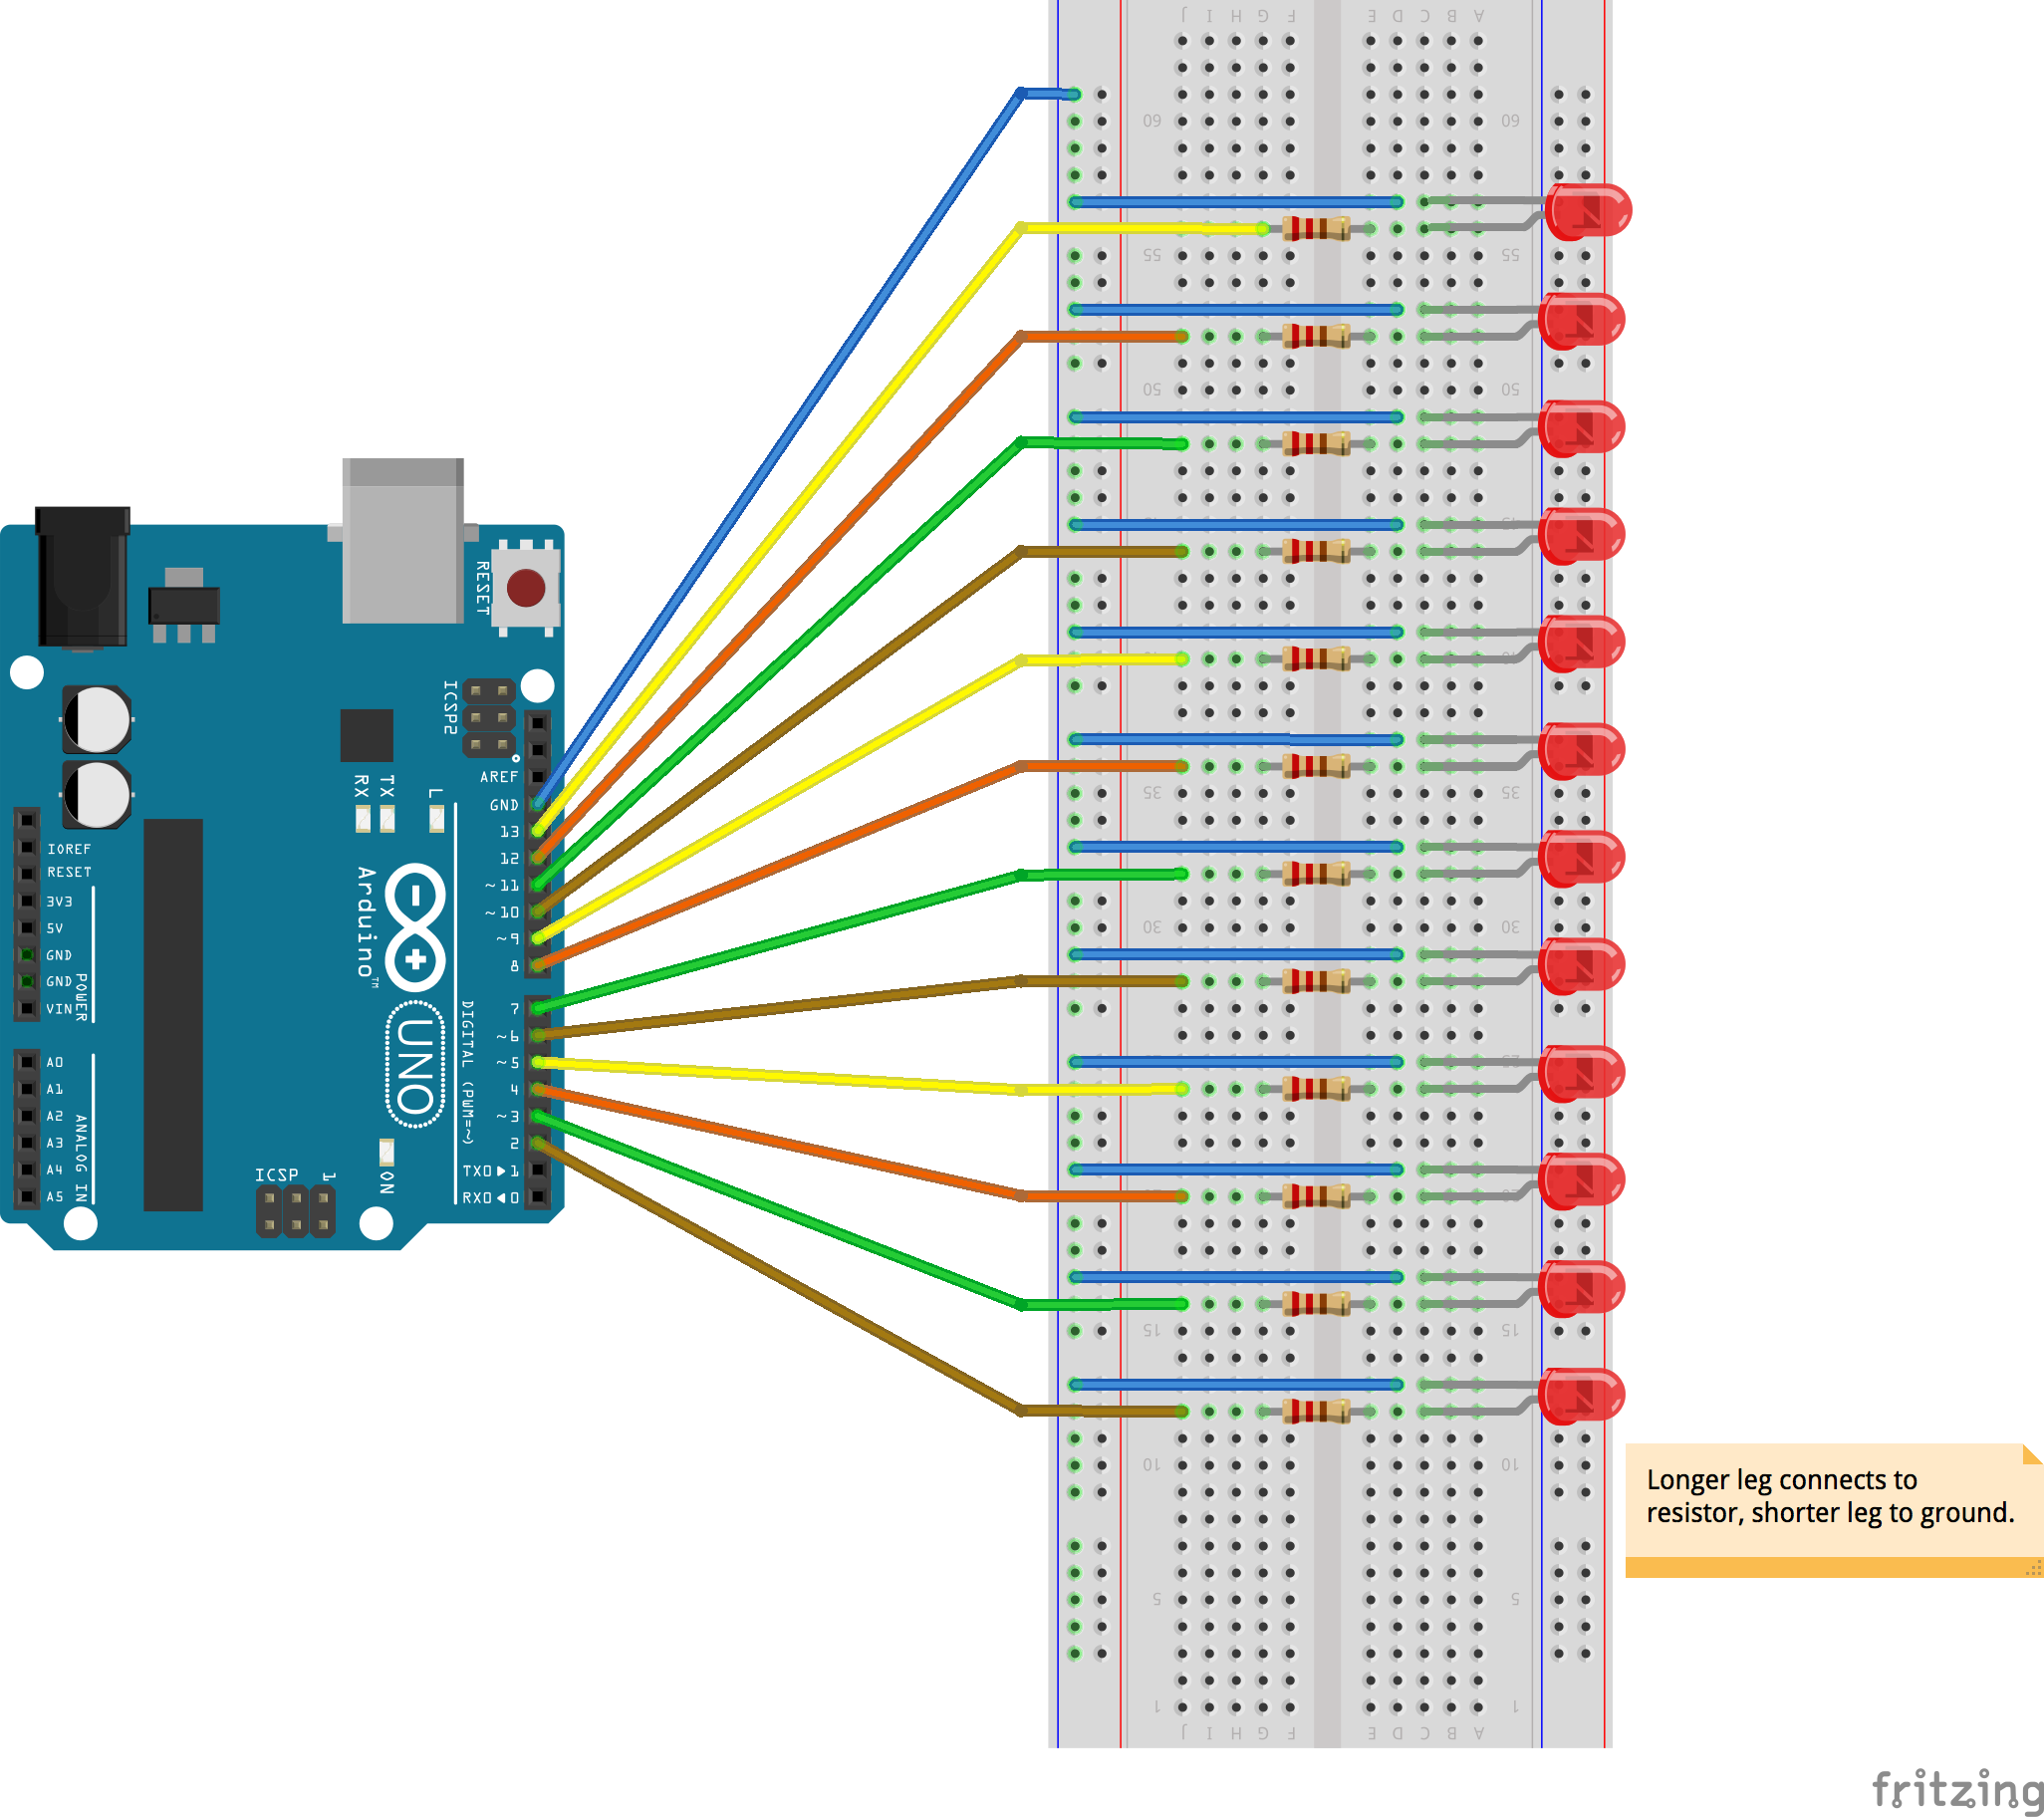 J I H G F E D C B A
60 60
55 55
50 50
RESET
ICSP2
AREF
GND
RX TX L
13
12
~11
~10
~9
8
35 35
30 30
IOREF
RESET
3V3
5V
GND
GND
VIN
POWER
Arduino™
UNO
7
~6
~5
4
~3
2
TX0▶1
RX0◀0
DIGITAL (PWM=~)
A0
A1
A2
A3
A4
A5
ANALOG IN
ICSP 1
ON
15 15
10 10
Longer leg connects to
resistor, shorter leg to ground.
5 5
1 1
J I H G F E D C B A
fritzing